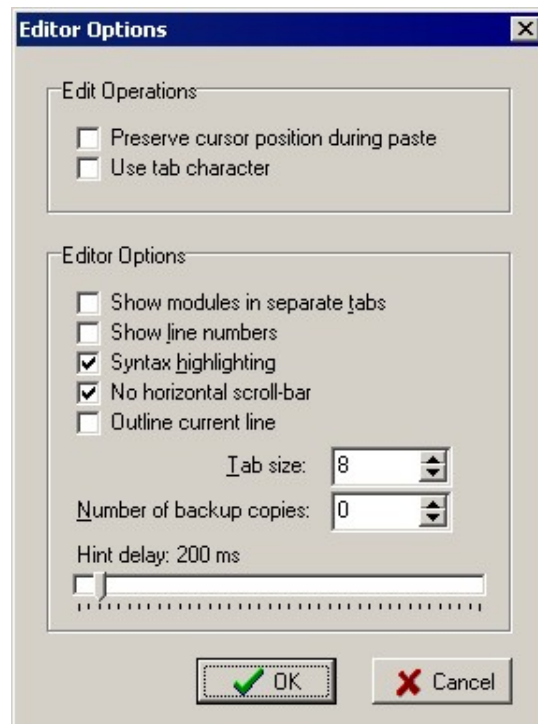 Editor Options
Edit Operations
Preserve cursor position during paste
Use tab character
Editor Options
Show modules in separate tabs
Show line numbers
Syntax highlighting
No horizontal scroll-bar
Outline current line
Tab size: 8
Number of backup copies: 0
Hint delay: 200 ms
OK Cancel